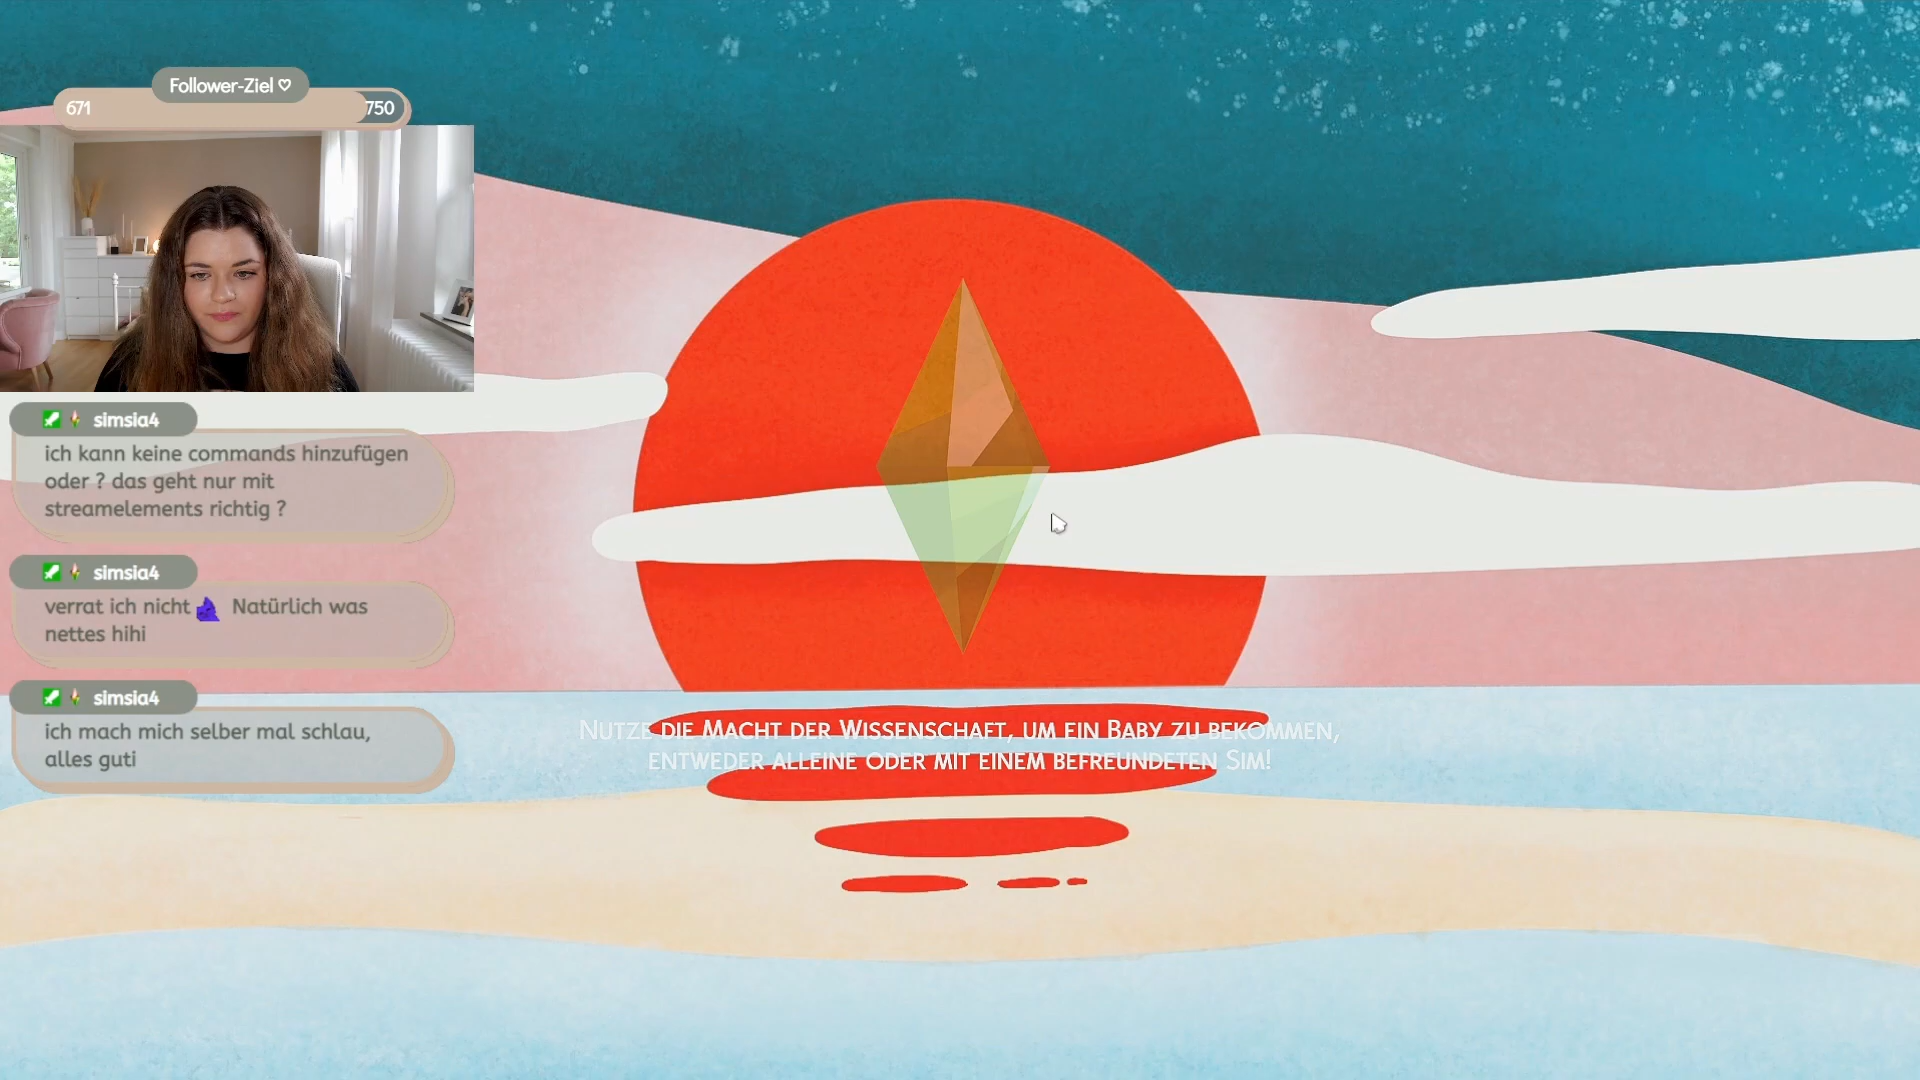 Follower-Ziel ♡
671 750
simsia4
ich kann keine commands hinzufügen
oder ? das geht nur mit
streamelements richtig ?
simsia4
verrat ich nicht Natürlich was
nettes hihi
simsia4
ich mach mich selber mal schlau,
alles guti
NUTZE DIE MACHT DER WISSENSCHAFT, UM EIN BABY ZU BEKOMMEN,
ENTWEDER ALLEINE ODER MIT EINEM BEFREUNDETEN SIM!